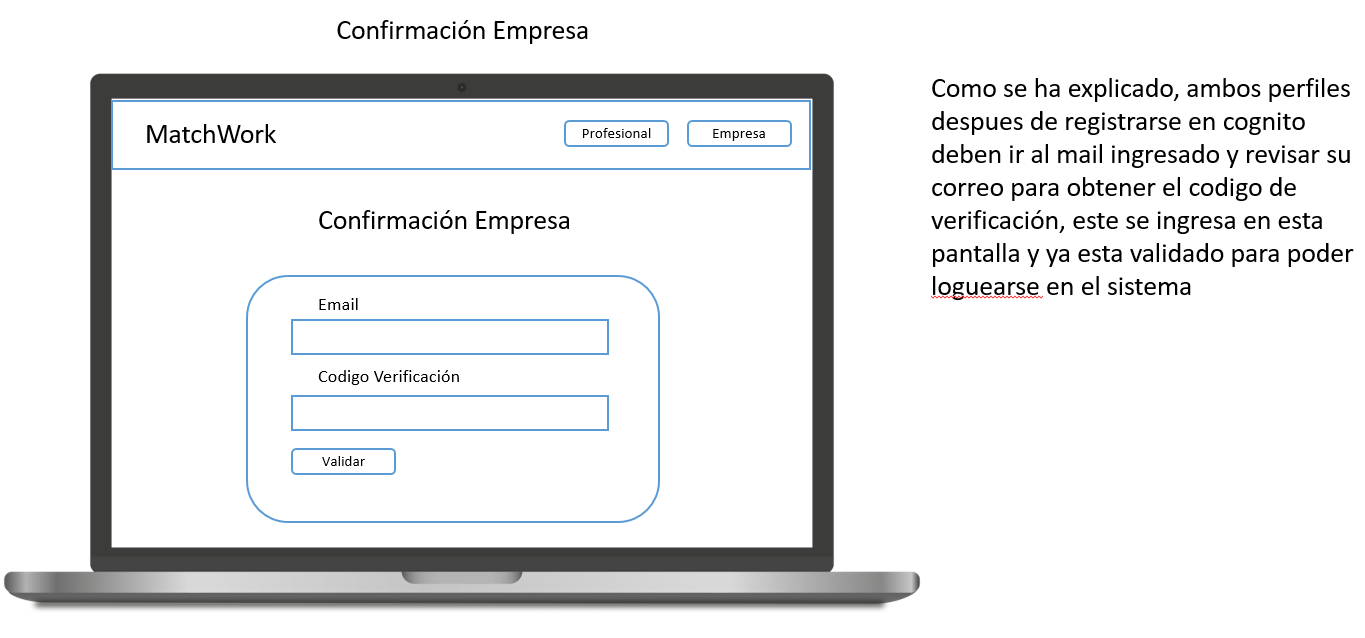 Confirmación Empresa
MatchWork
Profesional
Empresa
Confirmación Empresa
Email
Codigo Verificación
Validar
Como se ha explicado, ambos perfiles
despues de registrarse en cognito
deben ir al mail ingresado y revisar su
correo para obtener el codigo de
verificación, este se ingresa en esta
pantalla y ya esta validado para poder
loguearse en el sistema